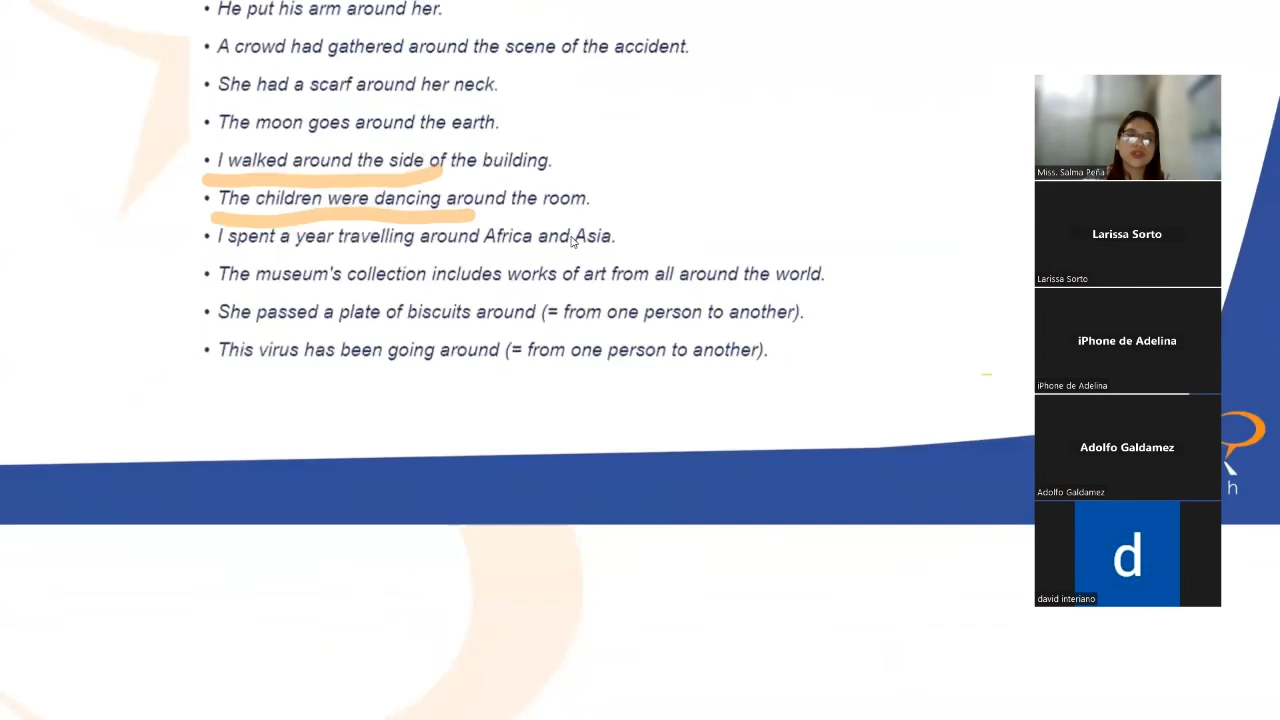 • He put his arm around her.
• A crowd had gathered around the scene of the accident.
• She had a scarf around her neck.
• The moon goes around the earth.
• I walked around the side of the building.
• The children were dancing around the room.
• I spent a year travelling around Africa and Asia.
• The museum's collection includes works of art from all around the world.
• She passed a plate of biscuits around (= from one person to another).
• This virus has been going around (= from one person to another).
Miss. Salma Peña
Larissa Sorto
Larissa Sorto
iPhone de Adelina
iPhone de Adelina
Adolfo Galdamez
Adolfo Galdamez
d
david interiano
h